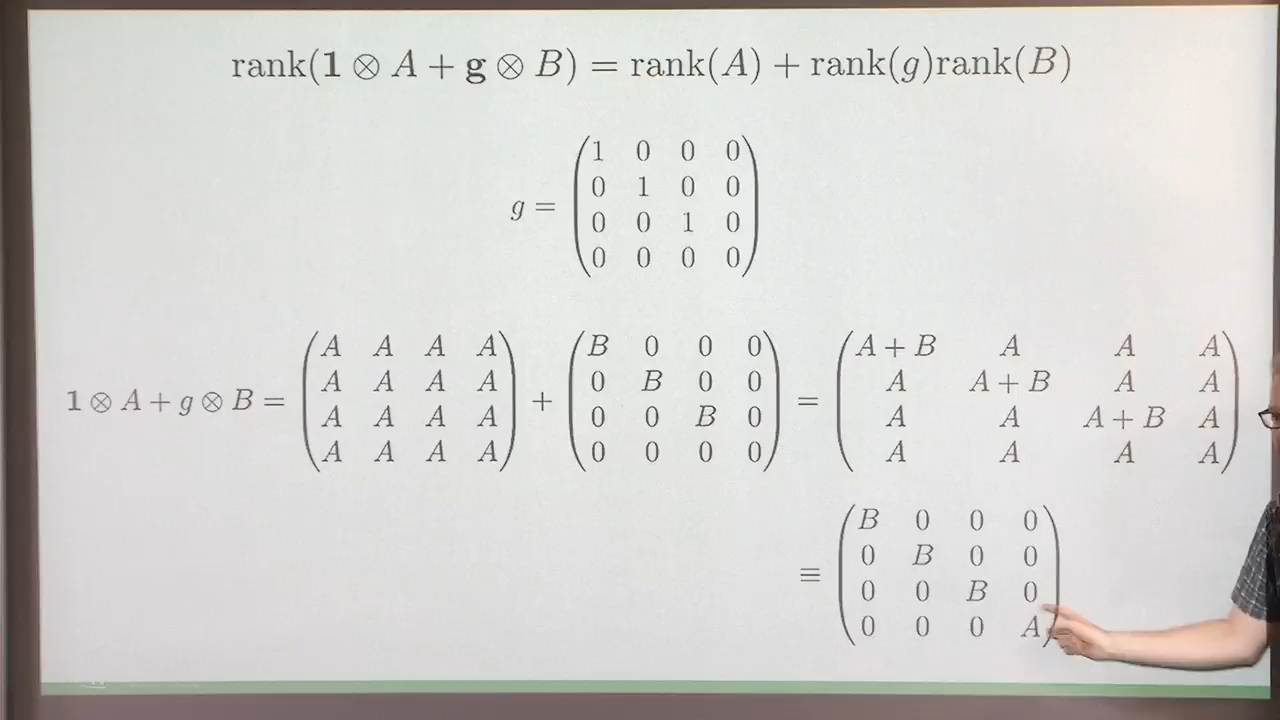 rank(𝟏 ⊗ A + 𝐠 ⊗ B) = rank(A) + rank(g)rank(B)
g =
1 0 0 0
0 1 0 0
0 0 1 0
0 0 0 0
𝟏 ⊗ A + g ⊗ B =
A A A A
A A A A
A A A A
A A A A
+
B 0 0 0
0 B 0 0
0 0 B 0
0 0 0 0
=
A + B A A A
A A + B A A
A A A + B A
A A A A
≡
B 0 0 0
0 B 0 0
0 0 B 0
0 0 0 A